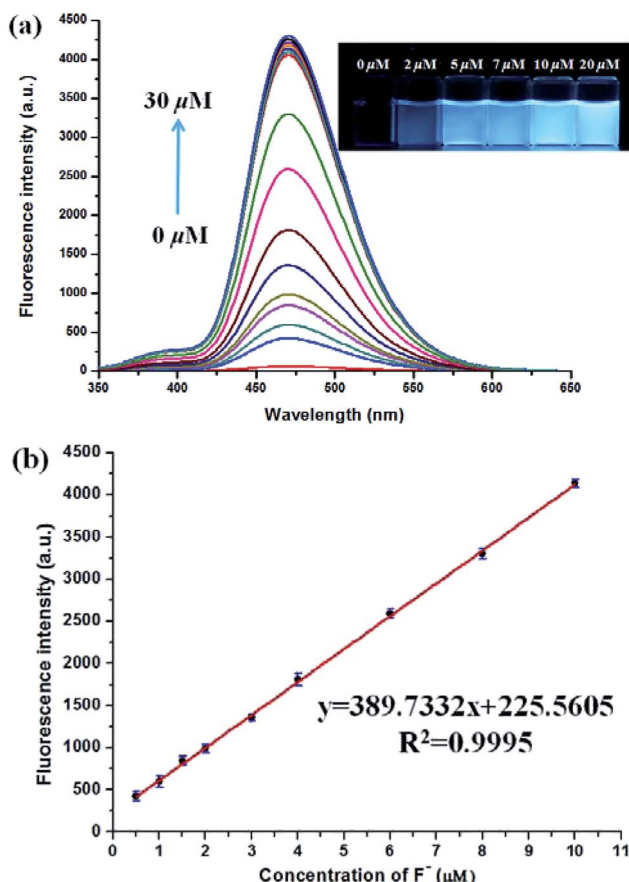 (a)
4500
4000
3500
3000
2500
2000
1500
1000
500
0
Fluorescence intensity (a.u.)
30 μM
0 μM
0 μM 2 μM 5 μM 7 μM 10 μM 20 μM
350 400 450 500 550 600 650
Wavelength (nm)
(b)
4500
4000
3500
3000
2500
2000
1500
1000
500
0
Fluorescence intensity (a.u.)
y=389.7332x+225.5605
R²=0.9995
0 1 2 3 4 5 6 7 8 9 10 11
Concentration of F⁻ (μM)